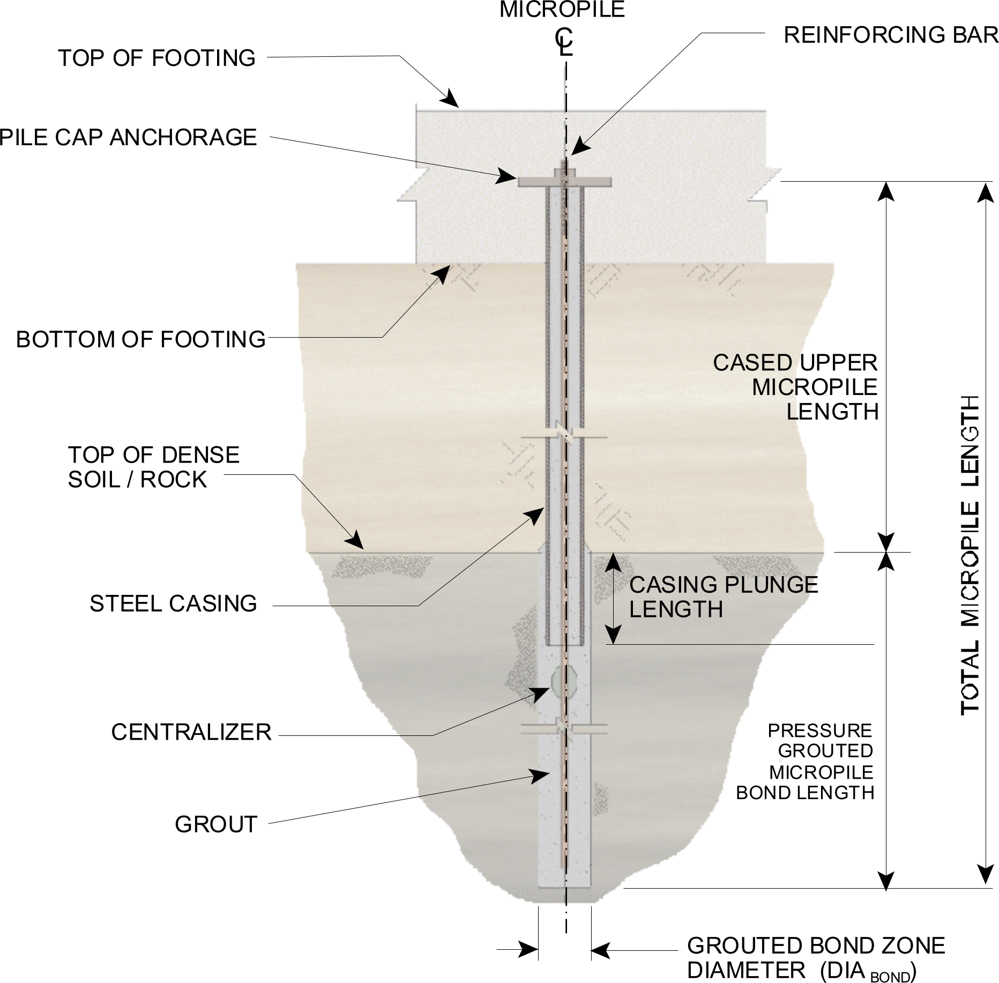 MICROPILE
CL
REINFORCING BAR
TOP OF FOOTING
PILE CAP ANCHORAGE
BOTTOM OF FOOTING
CASED UPPER
MICROPILE
LENGTH
TOTAL MICROPILE LENGTH
TOP OF DENSE
SOIL / ROCK
STEEL CASING
CASING PLUNGE
LENGTH
CENTRALIZER
PRESSURE
GROUTED
MICROPILE
BOND LENGTH
GROUT
GROUTED BOND ZONE
DIAMETER (DIA BOND)